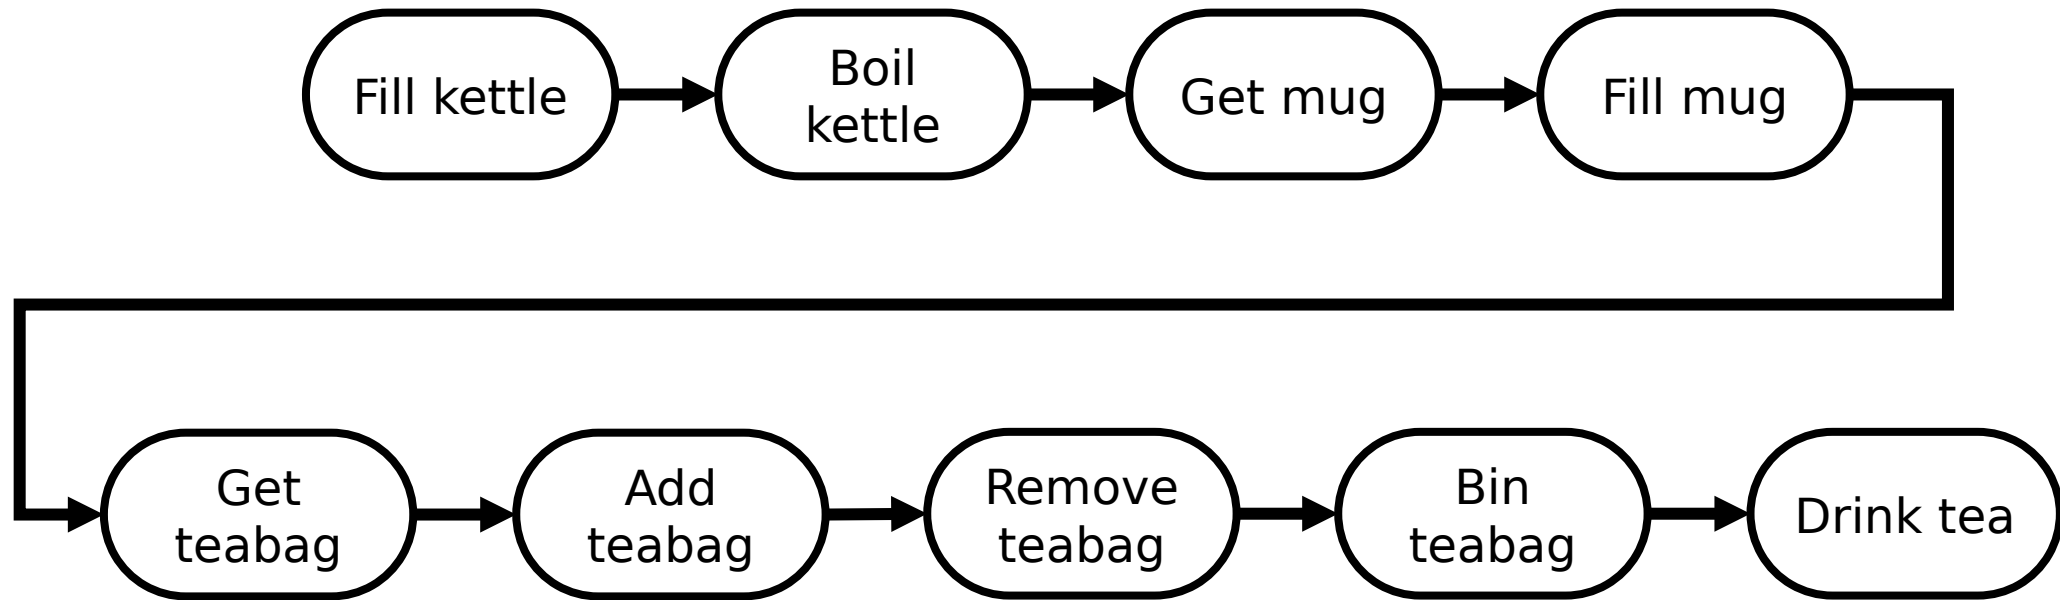 Fill kettle
Boil
kettle
Get mug
Fill mug
Get
teabag
Add
teabag
Remove
teabag
Bin
teabag
Drink tea